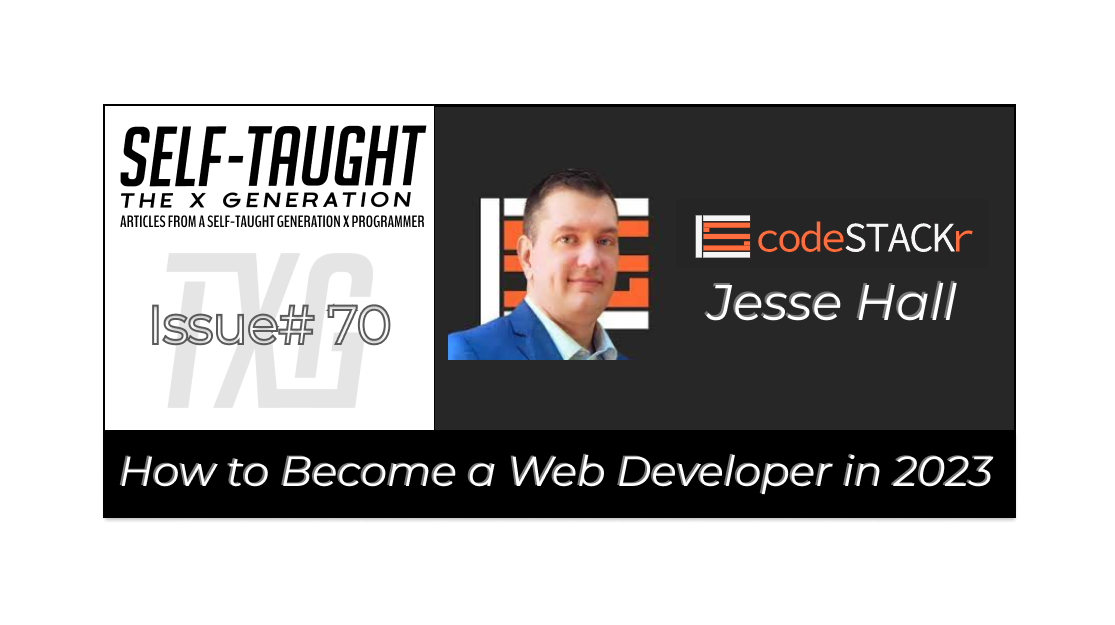 SELF-TAUGHT
THE X GENERATION
ARTICLES FROM A SELF-TAUGHT GENERATION X PROGRAMMER
TXG
Issue# 70
codeSTACKr
Jesse Hall
How to Become a Web Developer in 2023